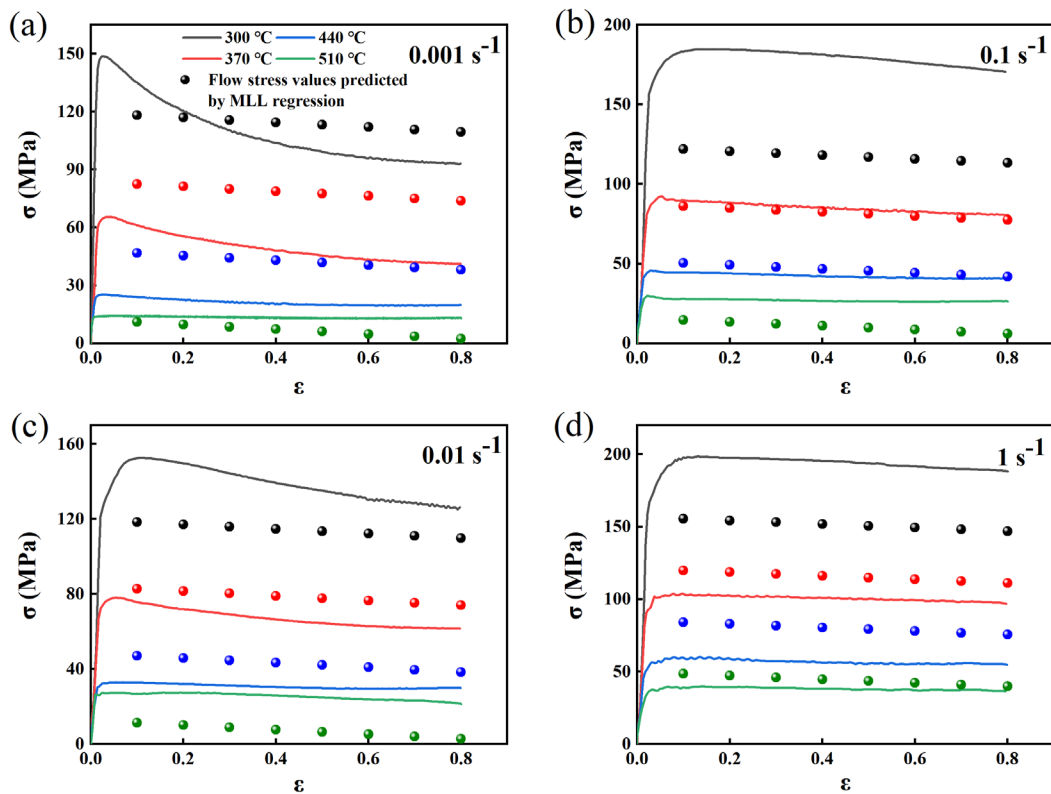 (a)
300 ℃ 440 ℃
370 ℃ 510 ℃
Flow stress values predicted
by MLL regression
0.001 s-1
150
120
90
60
30
0
0.0 0.2 0.4 0.6 0.8
σ (MPa)
ε
(b)
0.1 s-1
200
150
100
50
0
0.0 0.2 0.4 0.6 0.8
σ (MPa)
ε
(c)
0.01 s-1
160
120
80
40
0
0.0 0.2 0.4 0.6 0.8
σ (MPa)
ε
(d)
1 s-1
200
150
100
50
0
0.0 0.2 0.4 0.6 0.8
σ (MPa)
ε